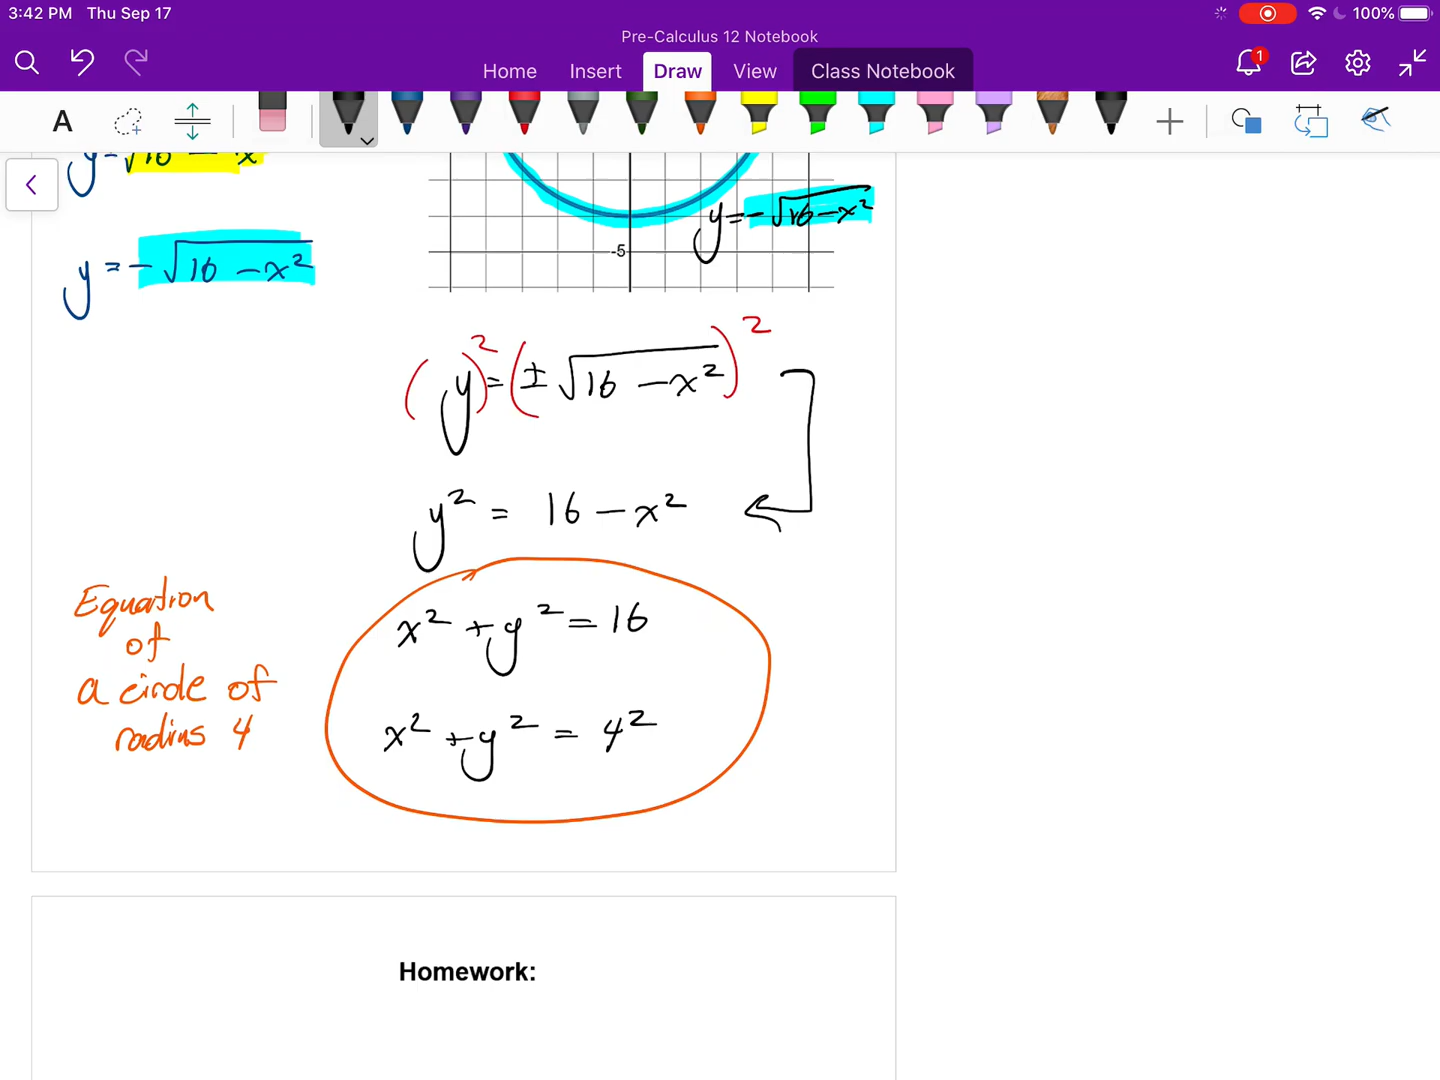 3:42 PM Thu Sep 17
100%
Pre-Calculus 12 Notebook
1
Home Insert Draw View Class Notebook
A
y = √16 − x
y = −√16 − x²
-5
y = −√16 − x²
(y)² = (± √16 − x²)²
y² = 16 − x²
x² + y² = 16
x² + y² = 4²
Equation
of
a circle of
radius 4
Homework: